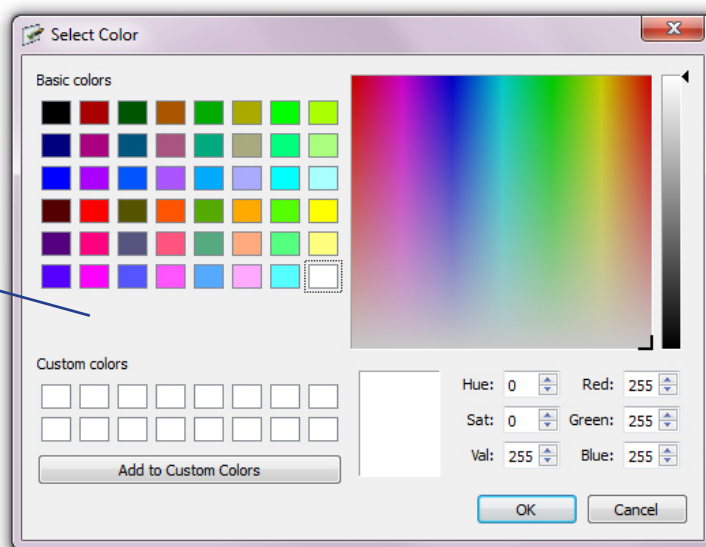 Select Color
Basic colors
Custom colors
Add to Custom Colors
Hue: 0 Red: 255
Sat: 0 Green: 255
Val: 255 Blue: 255
OK Cancel